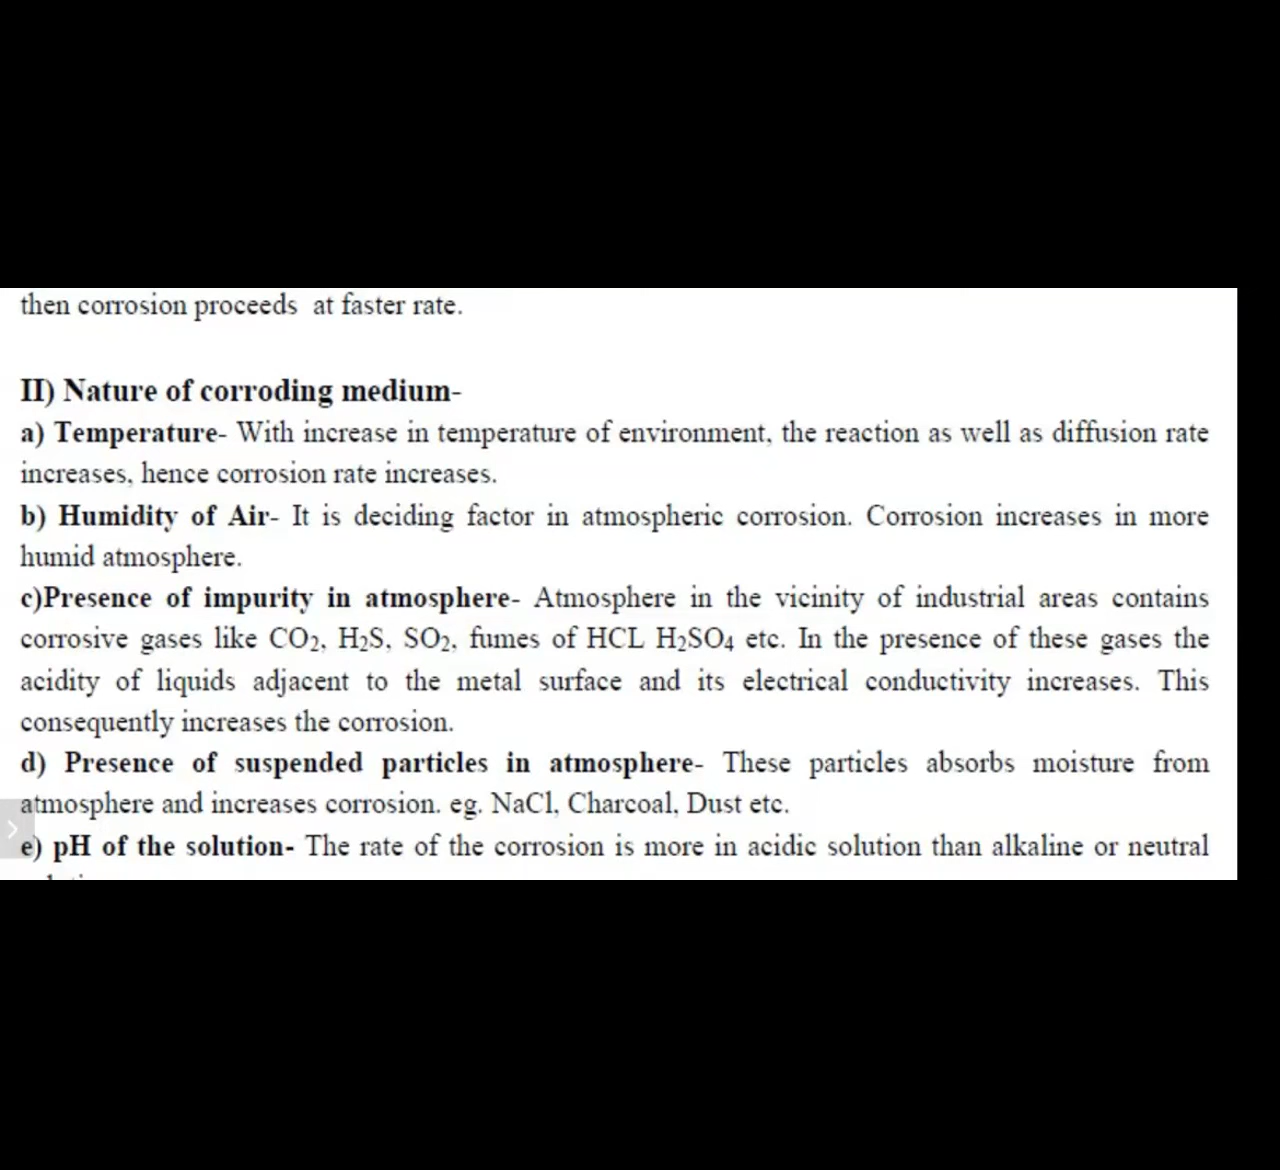 then corrosion proceeds at faster rate.
II) Nature of corroding medium-
a) Temperature- With increase in temperature of environment, the reaction as well as diffusion rate
increases, hence corrosion rate increases.
b) Humidity of Air- It is deciding factor in atmospheric corrosion. Corrosion increases in more
humid atmosphere.
c)Presence of impurity in atmosphere- Atmosphere in the vicinity of industrial areas contains
corrosive gases like CO₂, H₂S, SO₂, fumes of HCL H₂SO₄ etc. In the presence of these gases the
acidity of liquids adjacent to the metal surface and its electrical conductivity increases. This
consequently increases the corrosion.
d) Presence of suspended particles in atmosphere- These particles absorbs moisture from
atmosphere and increases corrosion. eg. NaCl, Charcoal, Dust etc.
e) pH of the solution- The rate of the corrosion is more in acidic solution than alkaline or neutral